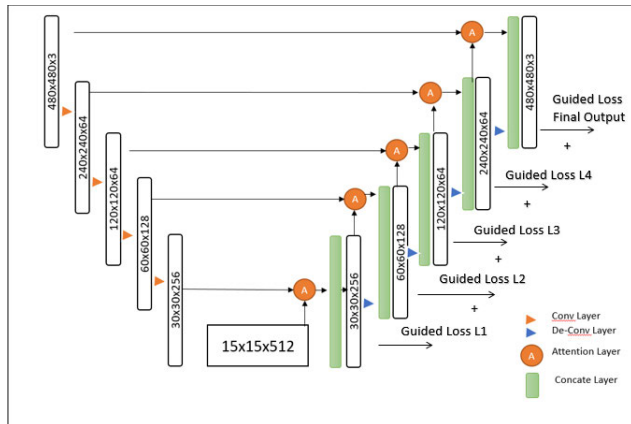 480x480x3
240x240x64
120x120x64
60x60x128
30x30x256
15x15x512
A
A
A
A
A
30x30x256
60x60x128
120x120x64
240x240x64
480x480x3
Guided Loss
Final Output
+
Guided Loss L4
+
Guided Loss L3
+
Guided Loss L2
+
Guided Loss L1
Conv Layer
De-Conv Layer
A
Attention Layer
Concate Layer